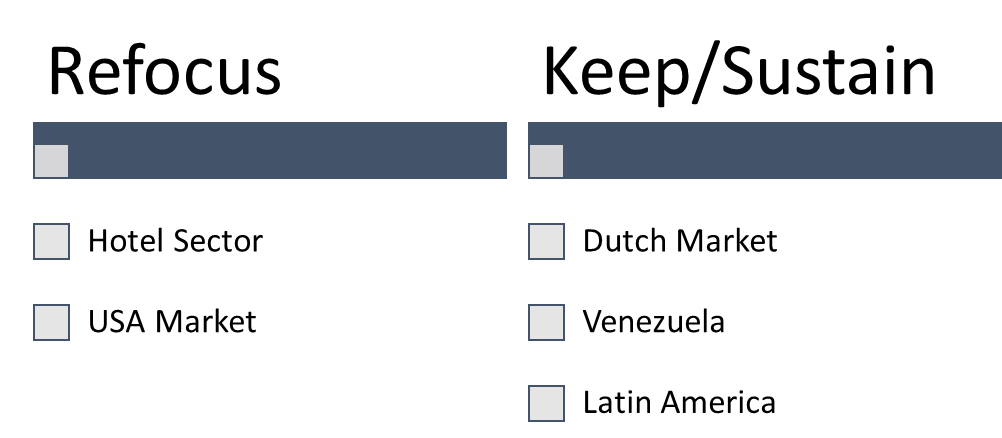 Refocus
Hotel Sector
USA Market
Keep/Sustain
Dutch Market
Venezuela
Latin America